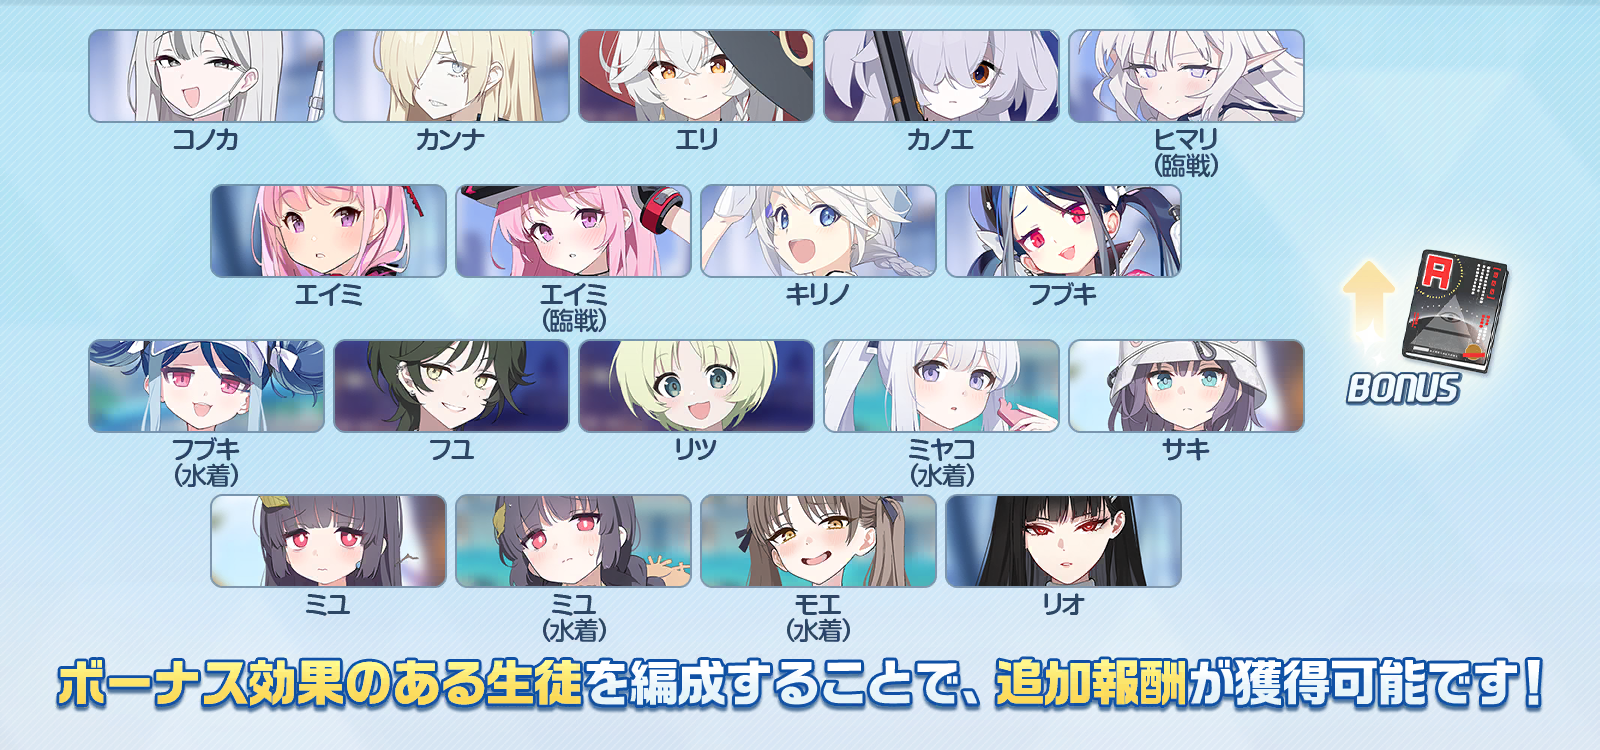 コノカ
カンナ
エリ
カノエ
ヒマリ
(臨戦)
エイミ
エイミ
(臨戦)
キリノ
フブキ
フブキ
(水着)
フユ
リツ
ミヤコ
(水着)
サキ
ミユ
ミユ
(水着)
モエ
(水着)
リオ
A
BONUS
ボーナス効果のある生徒を編成することで、追加報酬が獲得可能です!